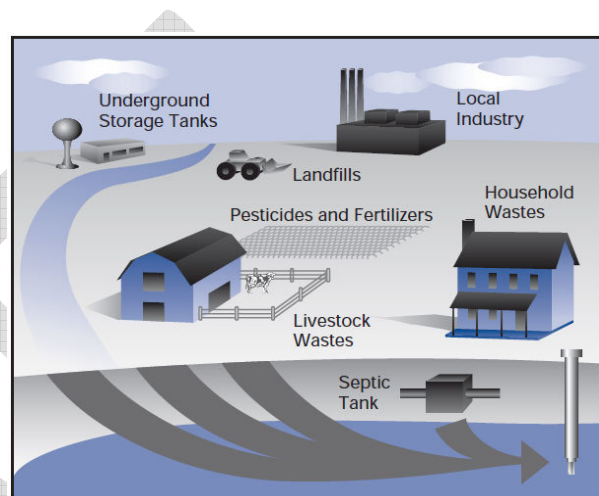 Underground
Storage Tanks
Local
Industry
Landfills
Household
Wastes
Pesticides and Fertilizers
Livestock
Wastes
Septic
Tank